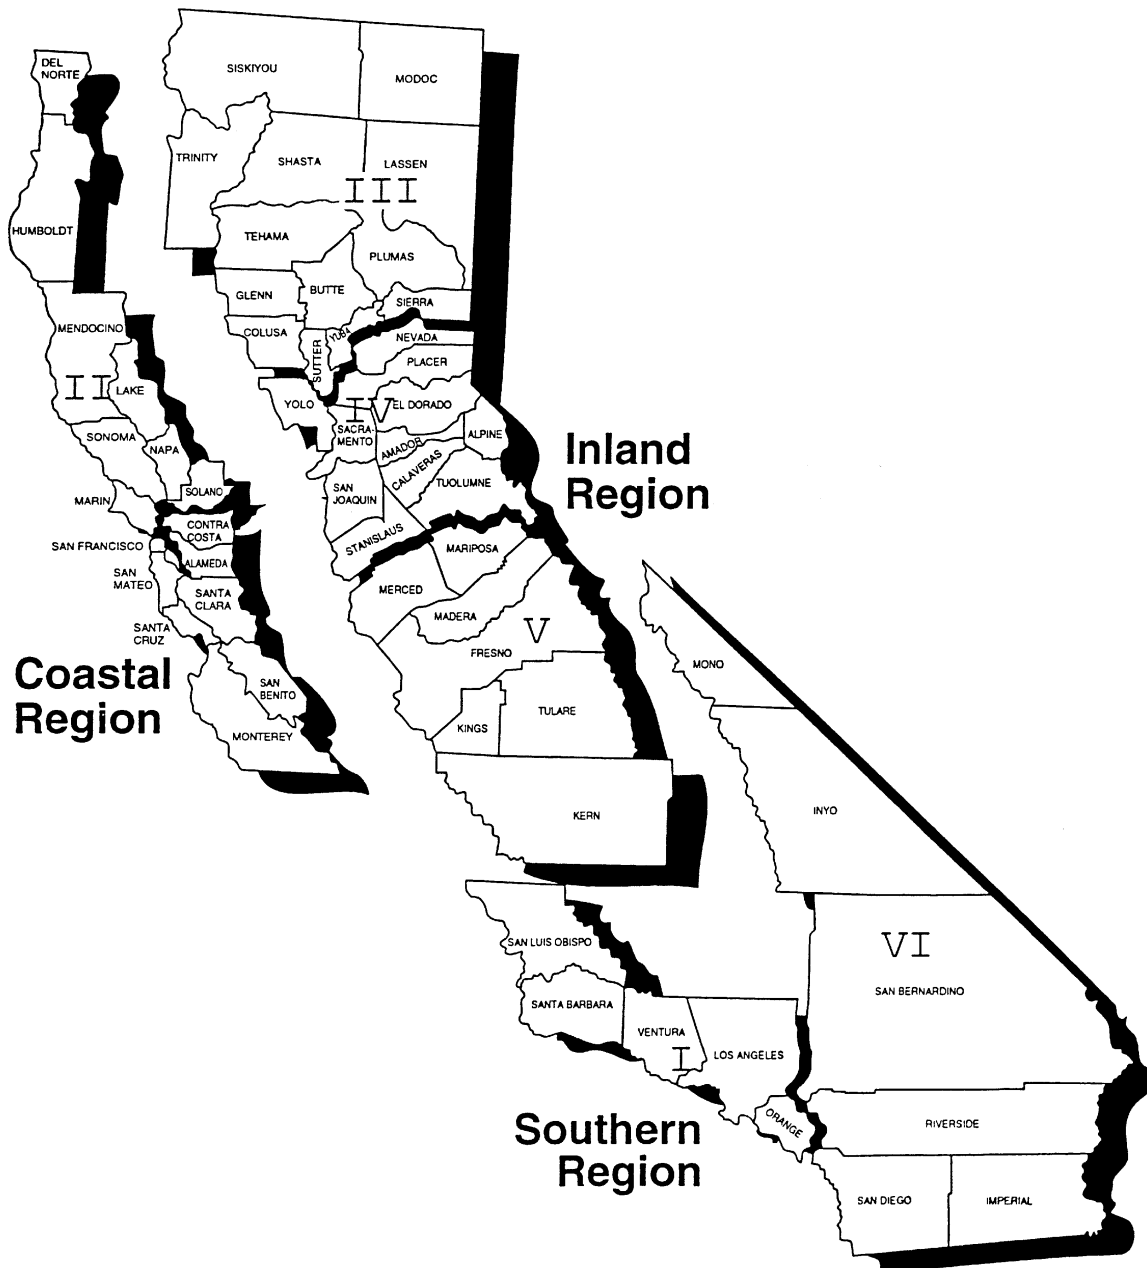 DEL
NORTE
SISKIYOU
MODOC
TRINITY
SHASTA
LASSEN
III
HUMBOLDT
TEHAMA
PLUMAS
GLENN
BUTTE
SIERRA
MENDOCINO
COLUSA
SUTTER
YUBA
NEVADA
PLACER
II
LAKE
YOLO
IV
EL DORADO
SACRA-
MENTO
SONOMA
NAPA
AMADOR
ALPINE
CALAVERAS
TUOLUMNE
Inland
Region
MARIN
SOLANO
SAN
JOAQUIN
CONTRA
COSTA
STANISLAUS
SAN FRANCISCO
ALAMEDA
MARIPOSA
SAN
MATEO
SANTA
CLARA
MERCED
MADERA
SANTA
CRUZ
V
FRESNO
Coastal
Region
SAN
BENITO
MONTEREY
KINGS
TULARE
MONO
KERN
INYO
SAN LUIS OBISPO
VI
SAN BERNARDINO
SANTA BARBARA
VENTURA
I
LOS ANGELES
ORANGE
RIVERSIDE
Southern
Region
SAN DIEGO
IMPERIAL